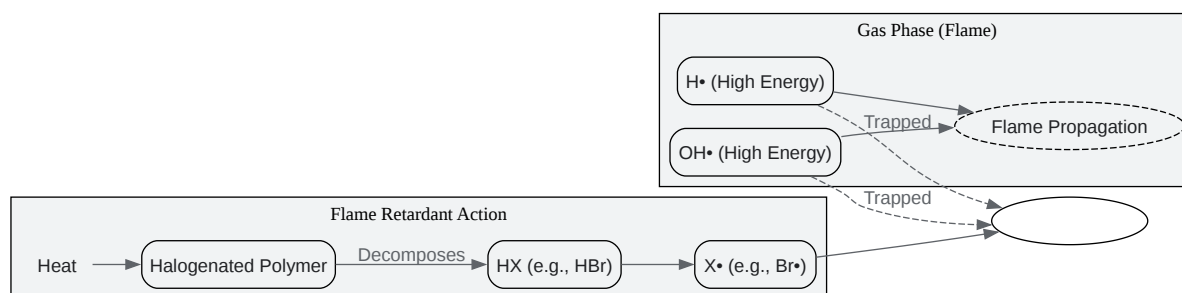 Gas Phase (Flame)
H• (High Energy)
Trapped
Flame Propagation
OH• (High Energy)
Trapped
Flame Retardant Action
Heat
Halogenated Polymer
Decomposes
HX (e.g., HBr)
X• (e.g., Br•)